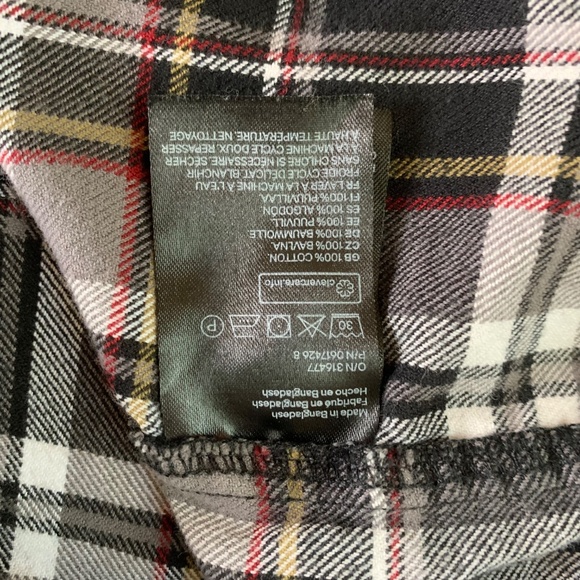 Made in Bangladesh
Fabriqué en Bangladesh
Hecho en Bangladesh
O/N 316477
P/N 0617426 8
30
P
clevercare.info
GB 100% COTTON.
CZ 100% BAVLNA.
DE 100% BAUMWOLLE
EE 100% PUUVILL.
ES 100% ALGODÓN.
FI 100% PUUVILLAA
FR LAVER À LA MACHINE À L'EAU
FROIDE CYCLE DÉLICAT. BLANCHIR
SANS CHLORE SI NÉCESSAIRE. SÉCHER
À LA MACHINE CYCLE DOUX. REPASSER
À HAUTE TEMPÉRATURE. NETTOYAGE